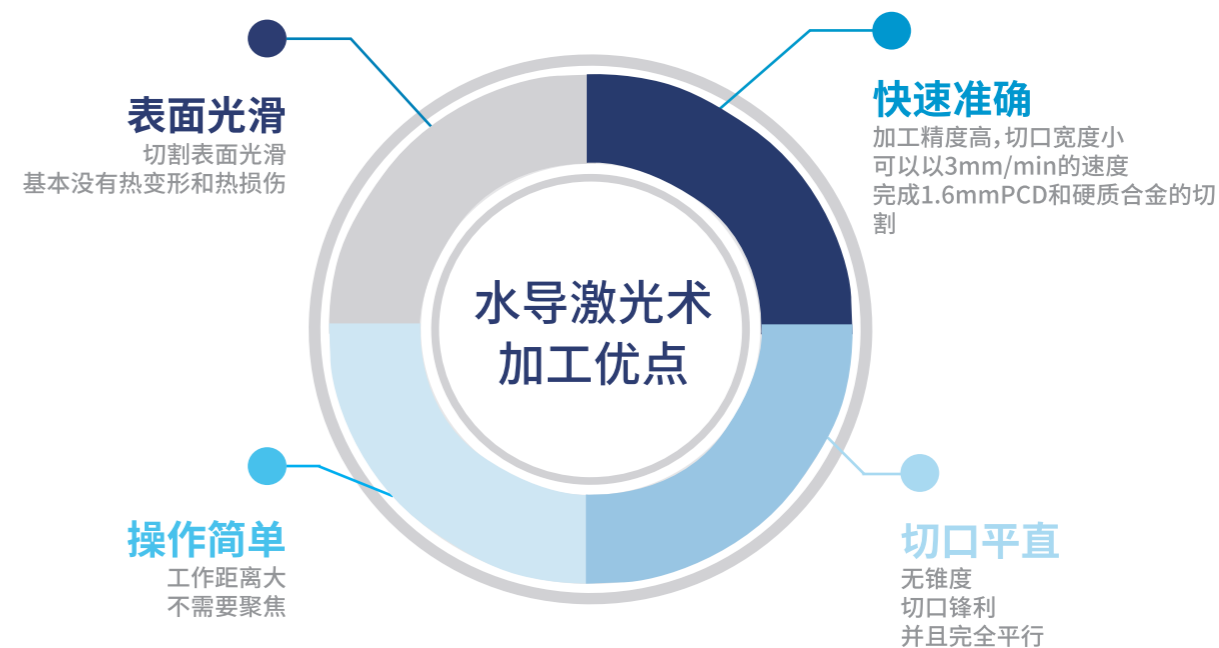 表面光滑
切割表面光滑
基本没有热变形和热损伤
快速准确
加工精度高，切口宽度小
可以以3mm/min的速度
完成1.6mmPCD和硬质合金的切
割
水导激光术
加工优点
操作简单
工作距离大
不需要聚焦
切口平直
无锥度
切口锋利
并且完全平行